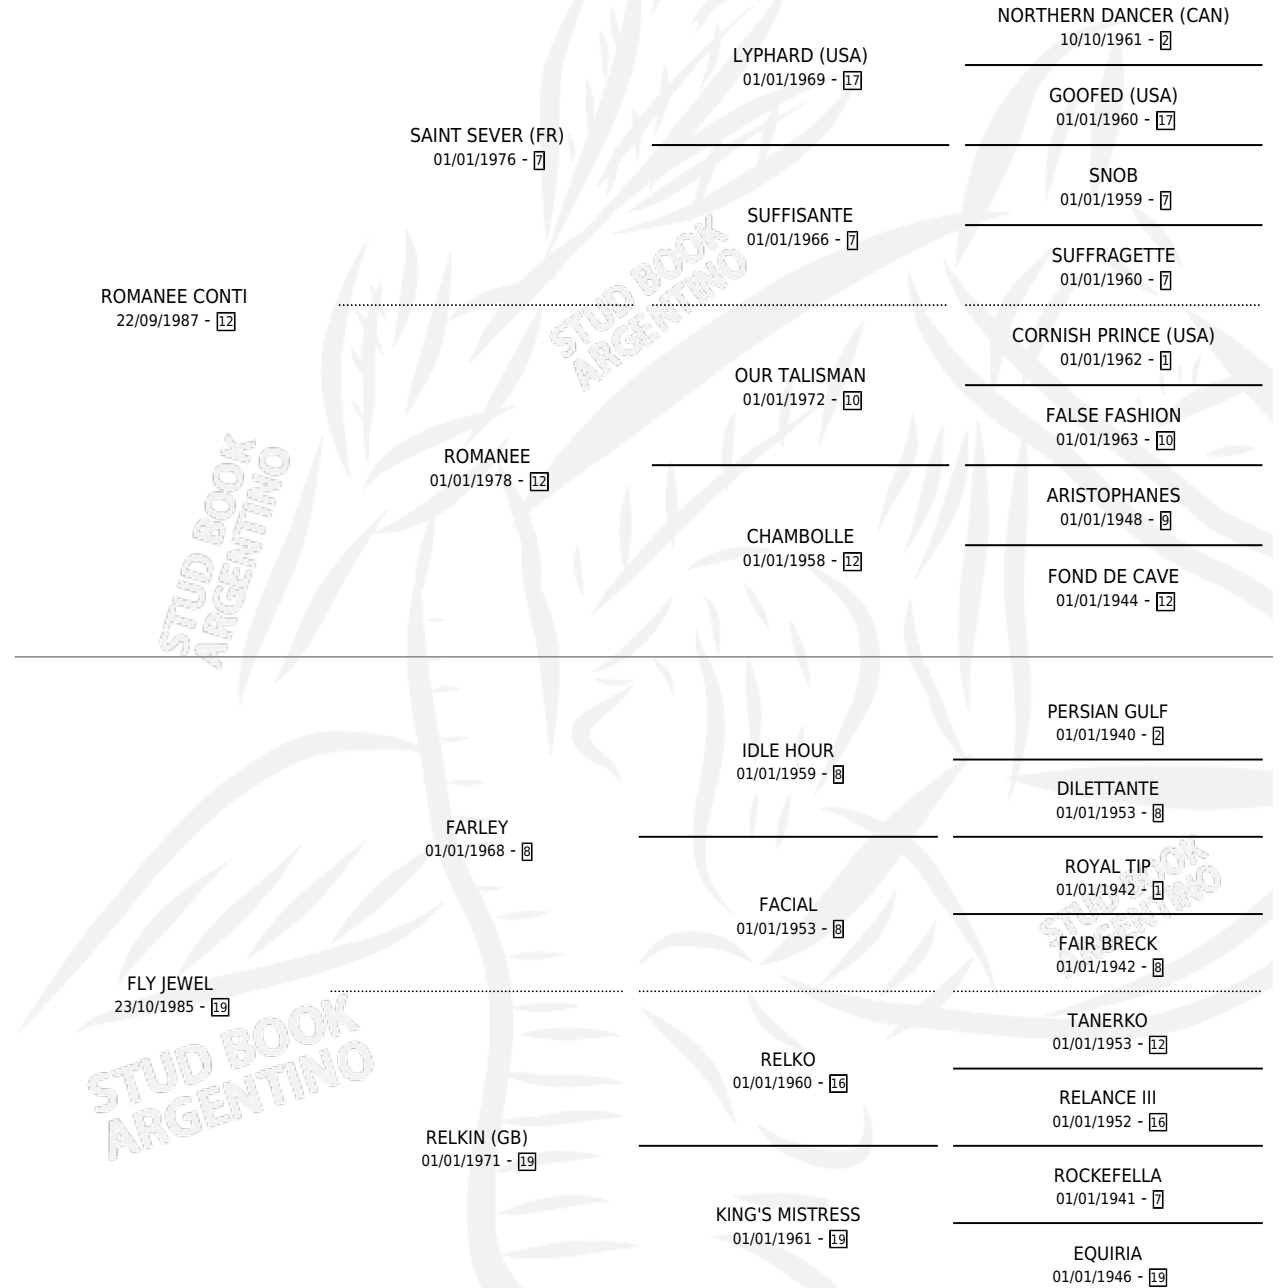 NORTHERN DANCER (CAN)
10/10/1961 - 2
LYPHARD (USA)
01/01/1969 - 17
GOOFED (USA)
01/01/1960 - 17
SAINT SEVER (FR)
01/01/1976 - 7
SNOB
01/01/1959 - 7
SUFFISANTE
01/01/1966 - 7
SUFFRAGETTE
01/01/1960 - 7
ROMANEE CONTI
22/09/1987 - 12
CORNISH PRINCE (USA)
01/01/1962 - 1
OUR TALISMAN
01/01/1972 - 10
FALSE FASHION
01/01/1963 - 10
ROMANEE
01/01/1978 - 12
ARISTOPHANES
01/01/1948 - 9
CHAMBOLLE
01/01/1958 - 12
FOND DE CAVE
01/01/1944 - 12
STUD BOOK
ARGENTINO
STUD BOOK
ARGENTINO
PERSIAN GULF
01/01/1940 - 2
IDLE HOUR
01/01/1959 - 8
DILETTANTE
01/01/1953 - 8
FARLEY
01/01/1968 - 8
ROYAL TIP
01/01/1942 - 1
FACIAL
01/01/1953 - 8
FAIR BRECK
01/01/1942 - 8
FLY JEWEL
23/10/1985 - 19
TANERKO
01/01/1953 - 12
RELKO
01/01/1960 - 16
RELANCE III
01/01/1952 - 16
RELKIN (GB)
01/01/1971 - 19
ROCKEFELLA
01/01/1941 - 7
KING'S MISTRESS
01/01/1961 - 19
EQUIRIA
01/01/1946 - 19
STUD BOOK
ARGENTINO
STUD BOOK
ARGENTINO